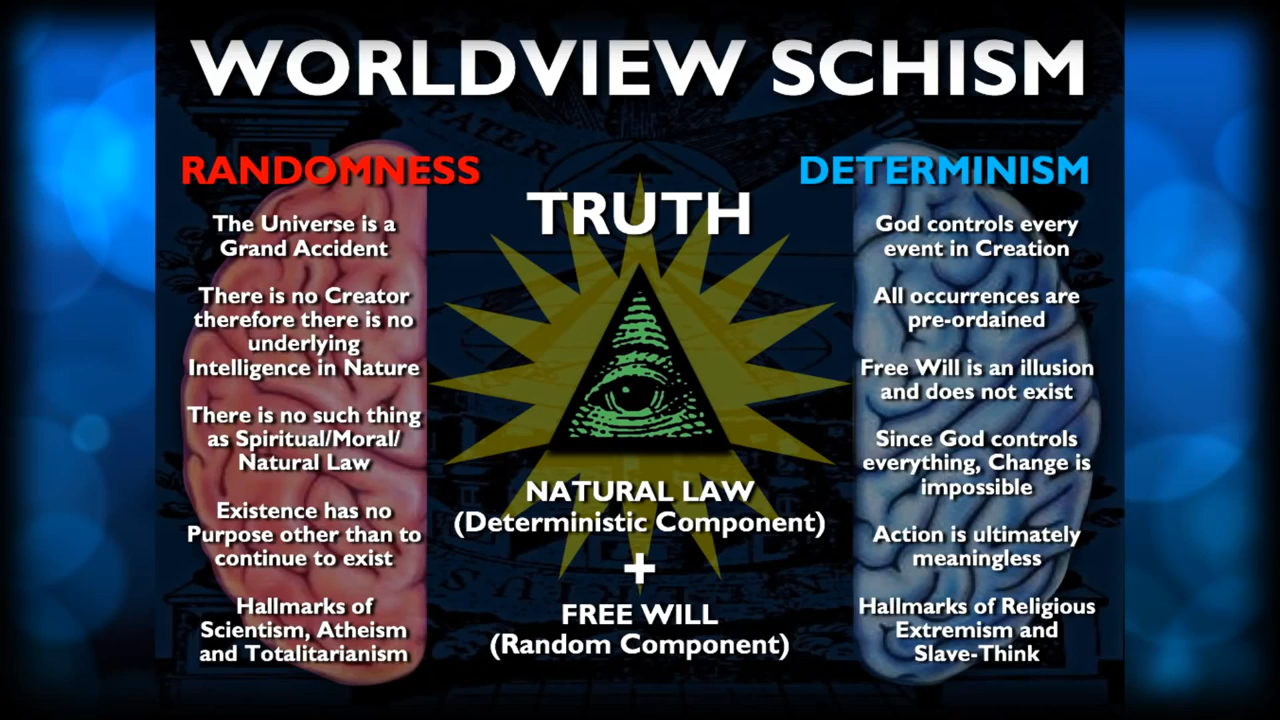 WORLDVIEW SCHISM
RANDOMNESS
The Universe is a
Grand Accident
There is no Creator
therefore there is no
underlying
Intelligence in Nature
There is no such thing
as Spiritual/Moral/
Natural Law
Existence has no
Purpose other than to
continue to exist
Hallmarks of
Scientism, Atheism
and Totalitarianism
PATER
TRUTH
NATURAL LAW
(Deterministic Component)
+
FREE WILL
(Random Component)
DETERMINISM
God controls every
event in Creation
All occurrences are
pre-ordained
Free Will is an illusion
and does not exist
Since God controls
everything, Change is
impossible
Action is ultimately
meaningless
Hallmarks of Religious
Extremism and
Slave-Think